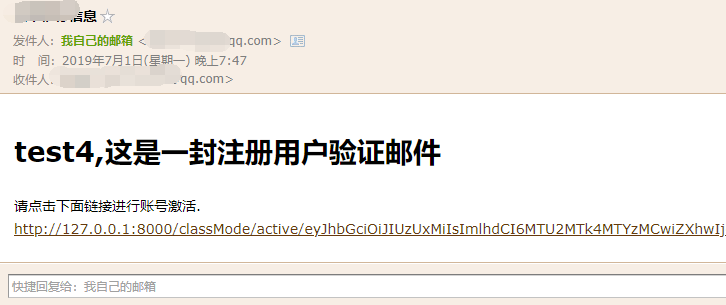 信息☆
发件人：我自己的邮箱 < qq.com>
时 间：2019年7月1日(星期一) 晚上7:47
收件人： qq.com>
test4,这是一封注册用户验证邮件
请点击下面链接进行账号激活.
http://127.0.0.1:8000/classMode/active/eyJhbGciOiJIUzUxMiIsImlhdCI6MTU2MTk4MTYzMCwiZXhwIj
快捷回复给：我自己的邮箱